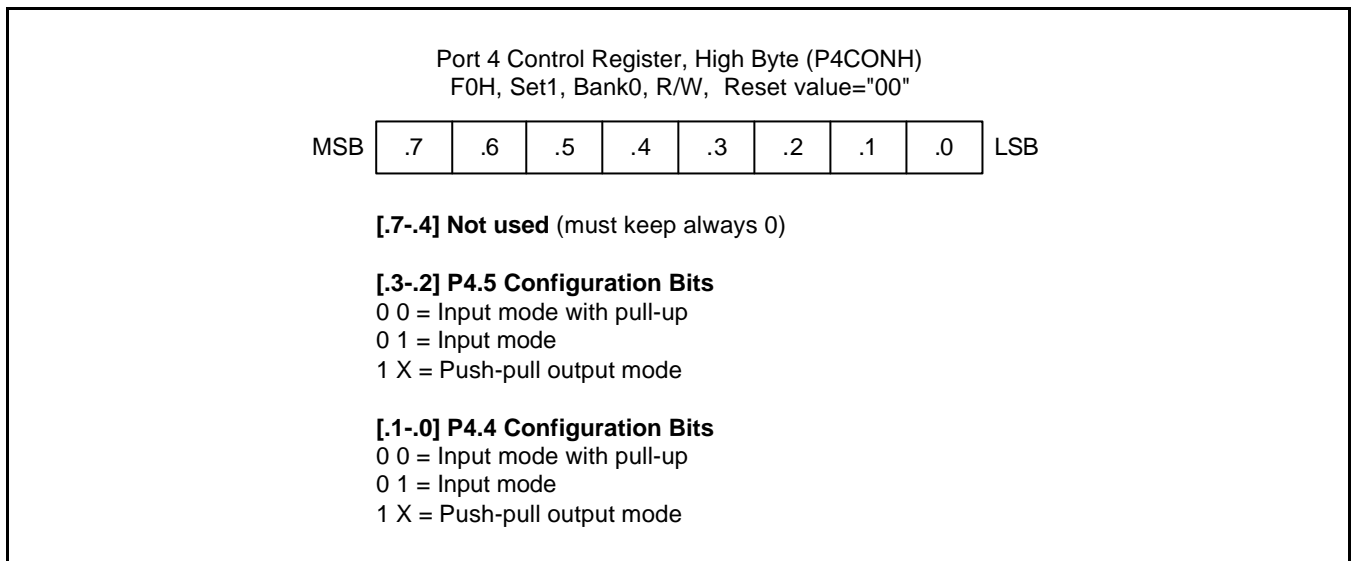 Port 4 Control Register, High Byte (P4CONH)
F0H, Set1, Bank0, R/W, Reset value="00"
MSB .7 .6 .5 .4 .3 .2 .1 .0 LSB
[.7-.4] Not used (must keep always 0)
[.3-.2] P4.5 Configuration Bits
0 0 = Input mode with pull-up
0 1 = Input mode
1 X = Push-pull output mode
[.1-.0] P4.4 Configuration Bits
0 0 = Input mode with pull-up
0 1 = Input mode
1 X = Push-pull output mode